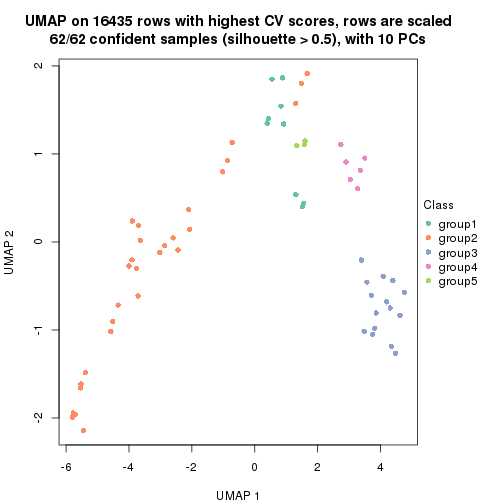 UMAP on 16435 rows with highest CV scores, rows are scaled
62/62 confident samples (silhouette > 0.5), with 10 PCs
2
1
0
-1
-2
UMAP 2
-6
-4
-2
0
2
4
UMAP 1
Class
group1
group2
group3
group4
group5